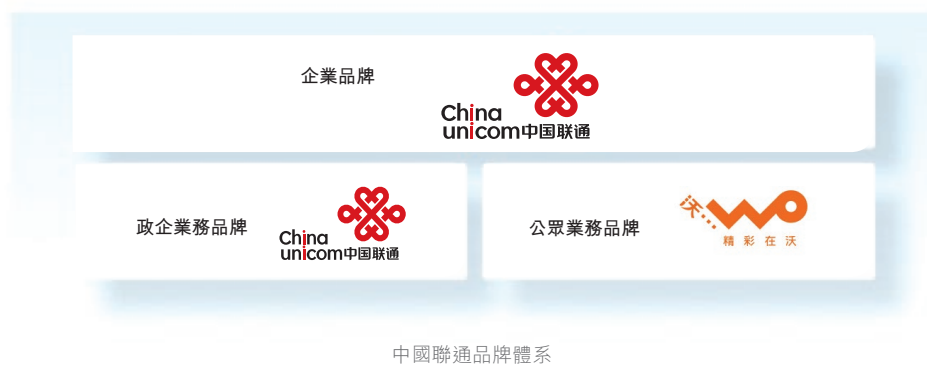 企業品牌
China
unicom中国联通
政企業務品牌
China
unicom中国联通
公眾業務品牌
沃...
WO
精彩在沃
中國聯通品牌體系